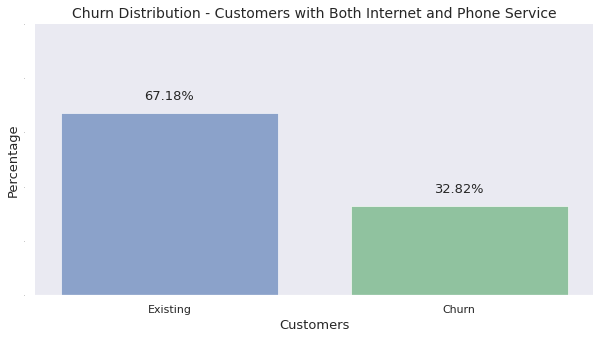 Churn Distribution - Customers with Both Internet and Phone Service
67.18%
32.82%
Percentage
Existing
Churn
Customers